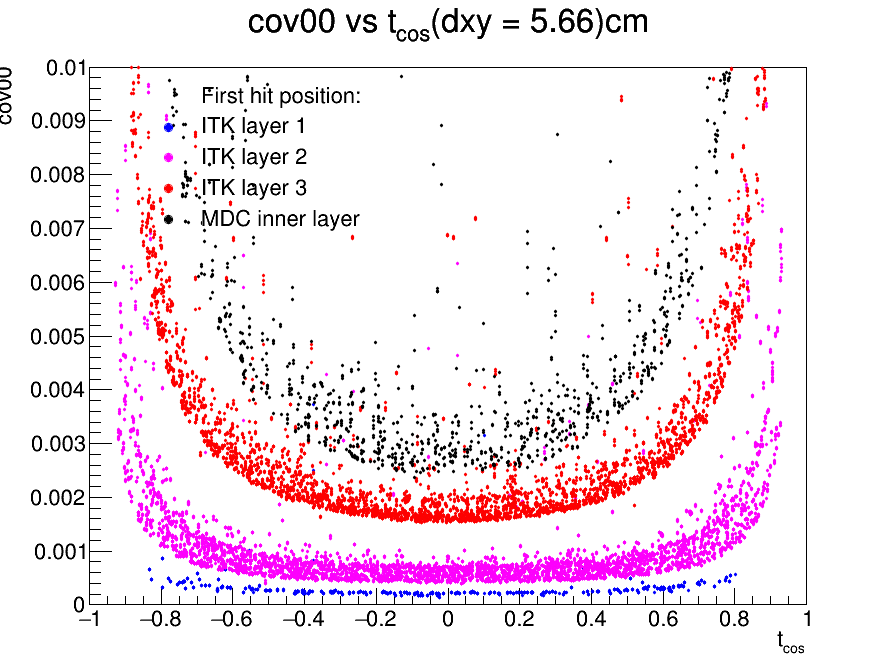 cov00 vs t_cos(dxy = 5.66)cm
cov00
0.01
0.009
0.008
0.007
0.006
0.005
0.004
0.003
0.002
0.001
0
First hit position:
ITK layer 1
ITK layer 2
ITK layer 3
MDC inner layer
−1 −0.8 −0.6 −0.4 −0.2 0 0.2 0.4 0.6 0.8 1
t_cos